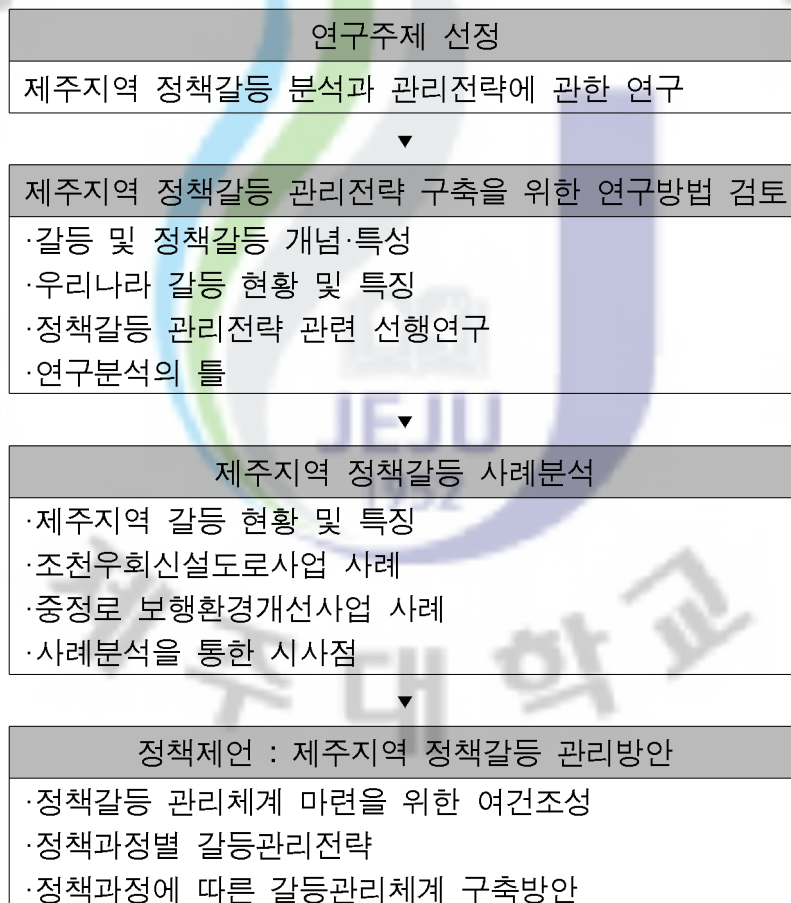 연구주제 선정
제주지역 정책갈등 분석과 관리전략에 관한 연구
▼
제주지역 정책갈등 관리전략 구축을 위한 연구방법 검토
·갈등 및 정책갈등 개념·특성
·우리나라 갈등 현황 및 특징
·정책갈등 관리전략 관련 선행연구
·연구분석의 틀
▼
제주지역 정책갈등 사례분석
·제주지역 갈등 현황 및 특징
·조천우회신설도로사업 사례
·중정로 보행환경개선사업 사례
·사례분석을 통한 시사점
▼
정책제언 : 제주지역 정책갈등 관리방안
·정책갈등 관리체계 마련을 위한 여건조성
·정책과정별 갈등관리전략
·정책과정에 따른 갈등관리체계 구축방안
JEJU
1952
제주대학교